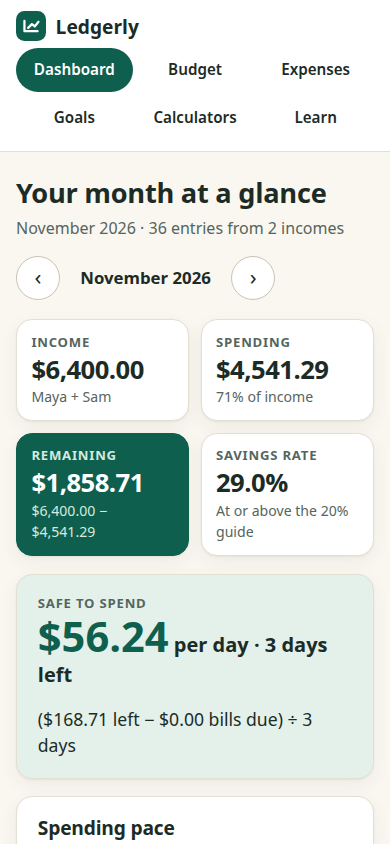 Ledgerly
Dashboard Budget Expenses
Goals Calculators Learn
Your month at a glance
November 2026 · 36 entries from 2 incomes
‹ November 2026 ›
INCOME
$6,400.00
Maya + Sam
SPENDING
$4,541.29
71% of income
REMAINING
$1,858.71
$6,400.00 −
$4,541.29
SAVINGS RATE
29.0%
At or above the 20%
guide
SAFE TO SPEND
$56.24 per day · 3 days
left
($168.71 left − $0.00 bills due) ÷ 3
days
Spending pace